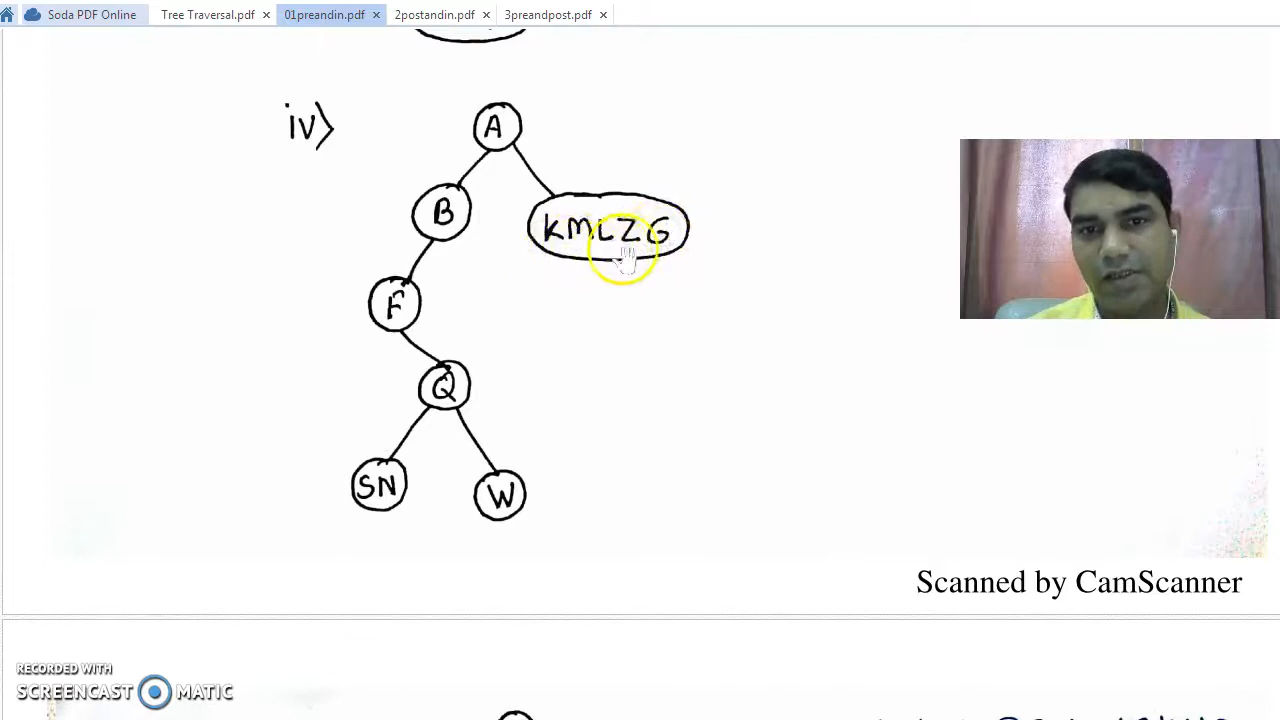 Soda PDF Online Tree Traversal.pdf × 01preandin.pdf × 2postandin.pdf × 3preandpost.pdf ×
iv) A
B KMLZG
F
Q
SN W
Scanned by CamScanner
RECORDED WITH
SCREENCAST MATIC